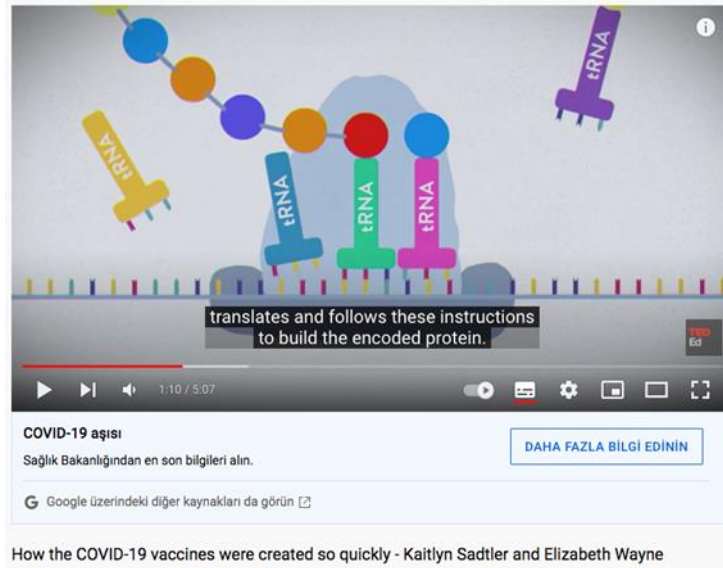 tRNA
tRNA
tRNA
tRNA
tRNA
translates and follows these instructions
to build the encoded protein.
TED
Ed
1:10 / 5:07
COVID-19 aşısı
Sağlık Bakanlığından en son bilgileri alın.
DAHA FAZLA BİLGİ EDİNİN
G Google üzerindeki diğer kaynakları da görün
How the COVID-19 vaccines were created so quickly - Kaitlyn Sadtler and Elizabeth Wayne